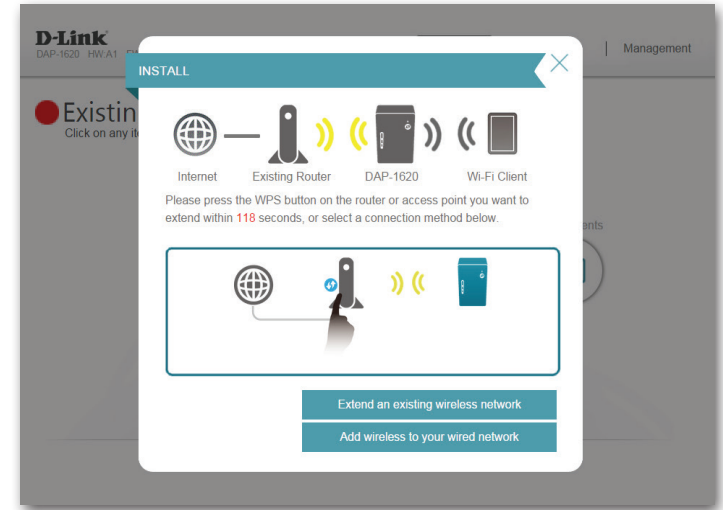 D-Link
DAP-1620 HW:A1
Management
INSTALL
Existin
Click on any it
Internet
Existing Router
DAP-1620
Wi-Fi Client
Please press the WPS button on the router or access point you want to
extend within 118 seconds, or select a connection method below.
ents
Extend an existing wireless network
Add wireless to your wired network